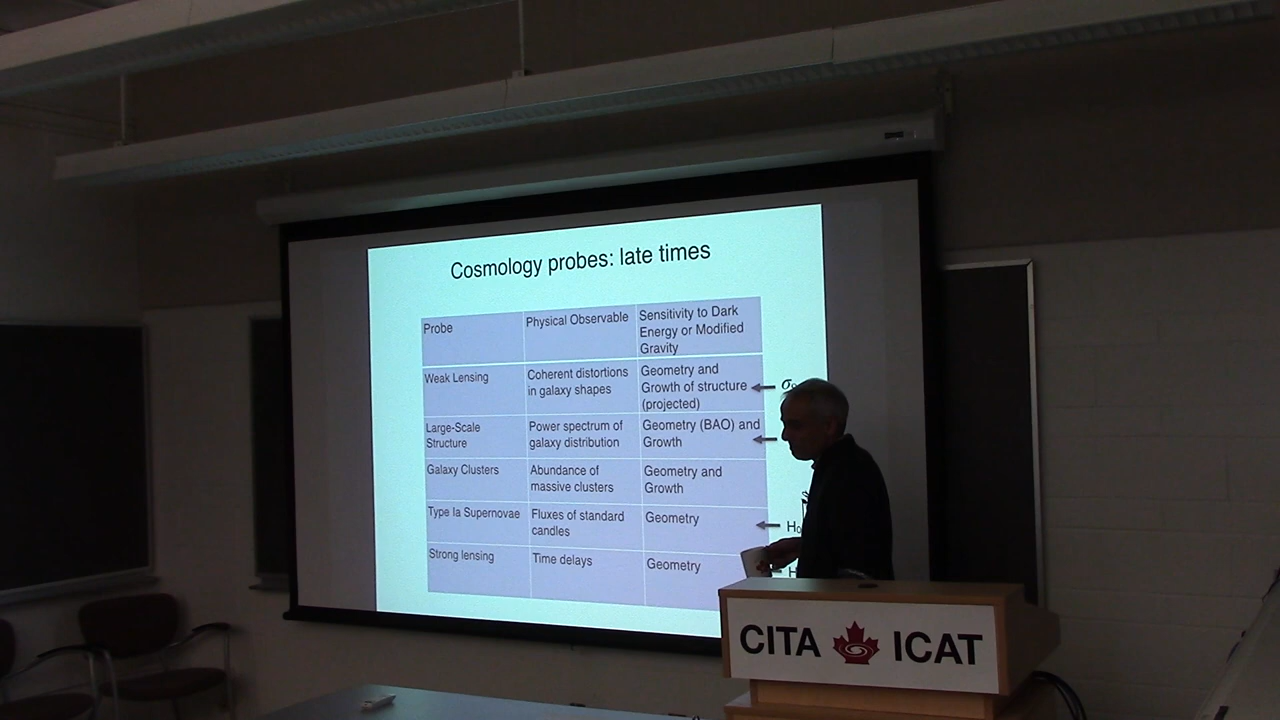 Cosmology probes: late times
Probe
Physical Observable
Sensitivity to Dark
Energy or Modified
Gravity
Weak Lensing
Coherent distortions
in galaxy shapes
Geometry and
Growth of structure
(projected)
Large-Scale
Structure
Power spectrum of
galaxy distribution
Geometry (BAO) and
Growth
Galaxy Clusters
Abundance of
massive clusters
Geometry and
Growth
Type Ia Supernovae
Fluxes of standard
candles
Geometry
H₀
Strong lensing
Time delays
Geometry
CITA ICAT